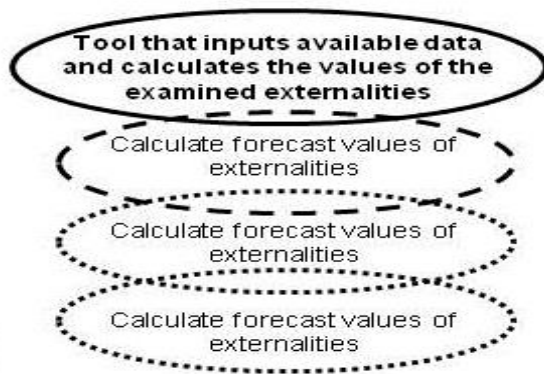 Tool that inputs available data
and calculates the values of the
examined externalities
Calculate forecast values of
externalities
Calculate forecast values of
externalities
Calculate forecast values of
externalities